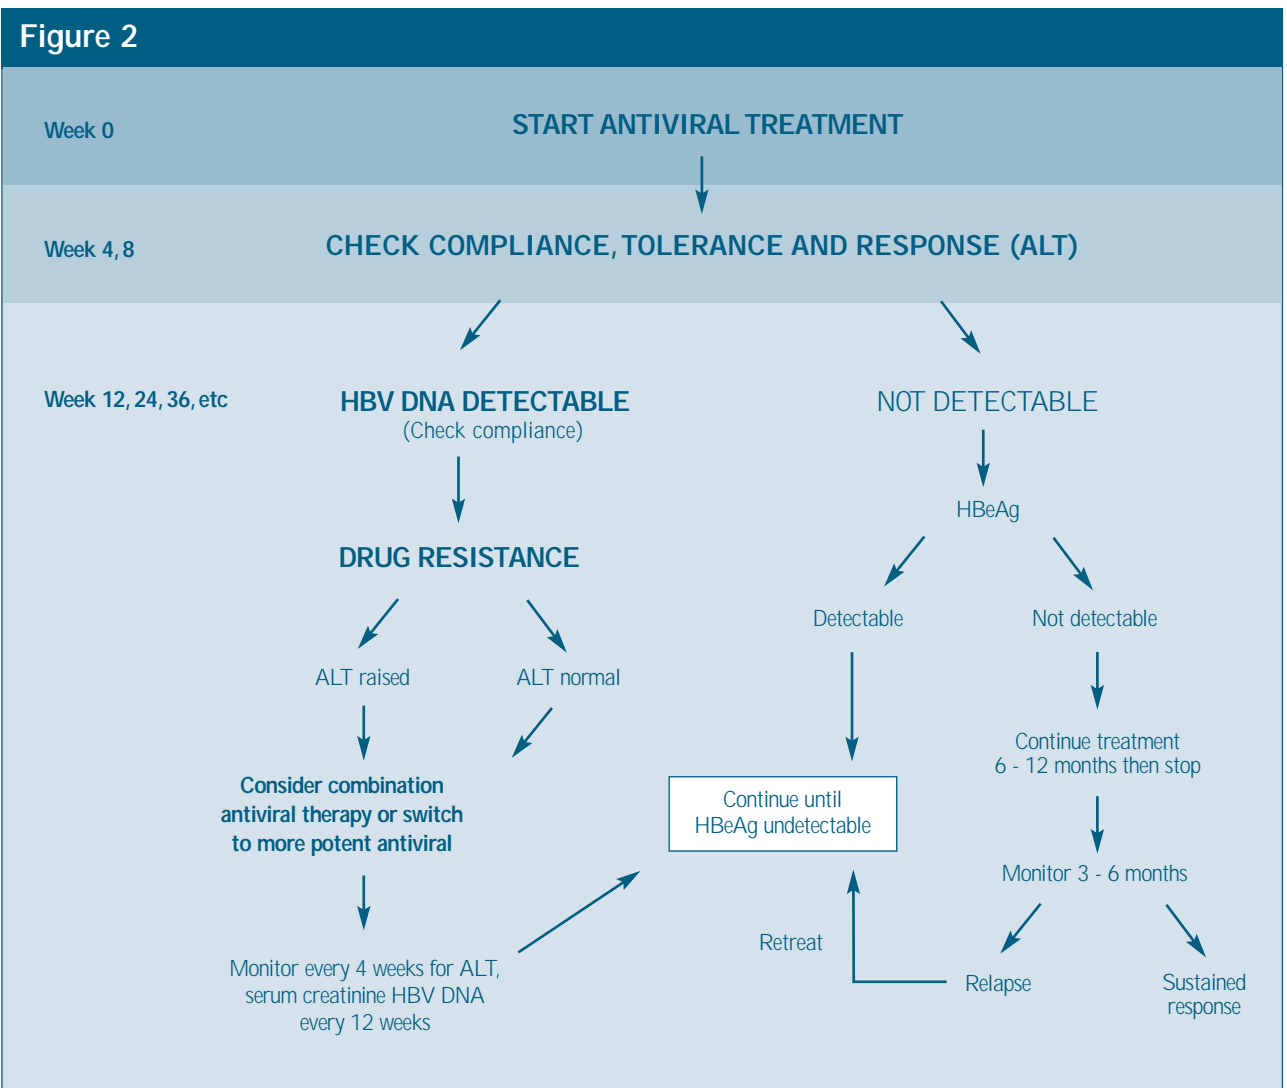 Figure 2
Week 0
START ANTIVIRAL TREATMENT
Week 4, 8
CHECK COMPLIANCE, TOLERANCE AND RESPONSE (ALT)
Week 12, 24, 36, etc
HBV DNA DETECTABLE
(Check compliance)
NOT DETECTABLE
HBeAg
DRUG RESISTANCE
Detectable
Not detectable
ALT raised
ALT normal
Continue treatment
6 - 12 months then stop
Consider combination
antiviral therapy or switch
to more potent antiviral
Continue until
HBeAg undetectable
Monitor 3 - 6 months
Retreat
Monitor every 4 weeks for ALT,
serum creatinine HBV DNA
every 12 weeks
Relapse
Sustained
response